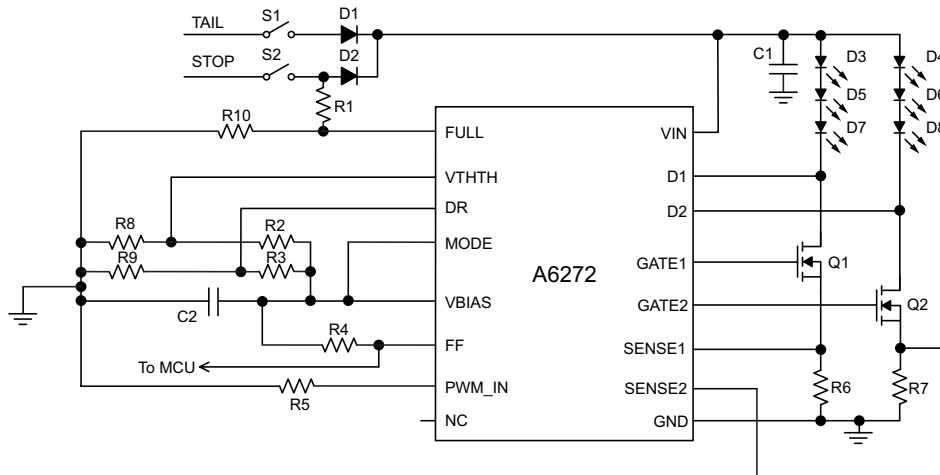 TAIL
S1
D1
STOP
S2
D2
R1
C1
D3
D4
D5
D6
D7
D8
R10
FULL
VIN
VTHTH
D1
DR
D2
R8
R2
MODE
R9
R3
GATE1
Q1
A6272
C2
VBIAS
GATE2
Q2
R4
FF
SENSE1
To MCU
PWM_IN
SENSE2
R6
R7
R5
NC
GND